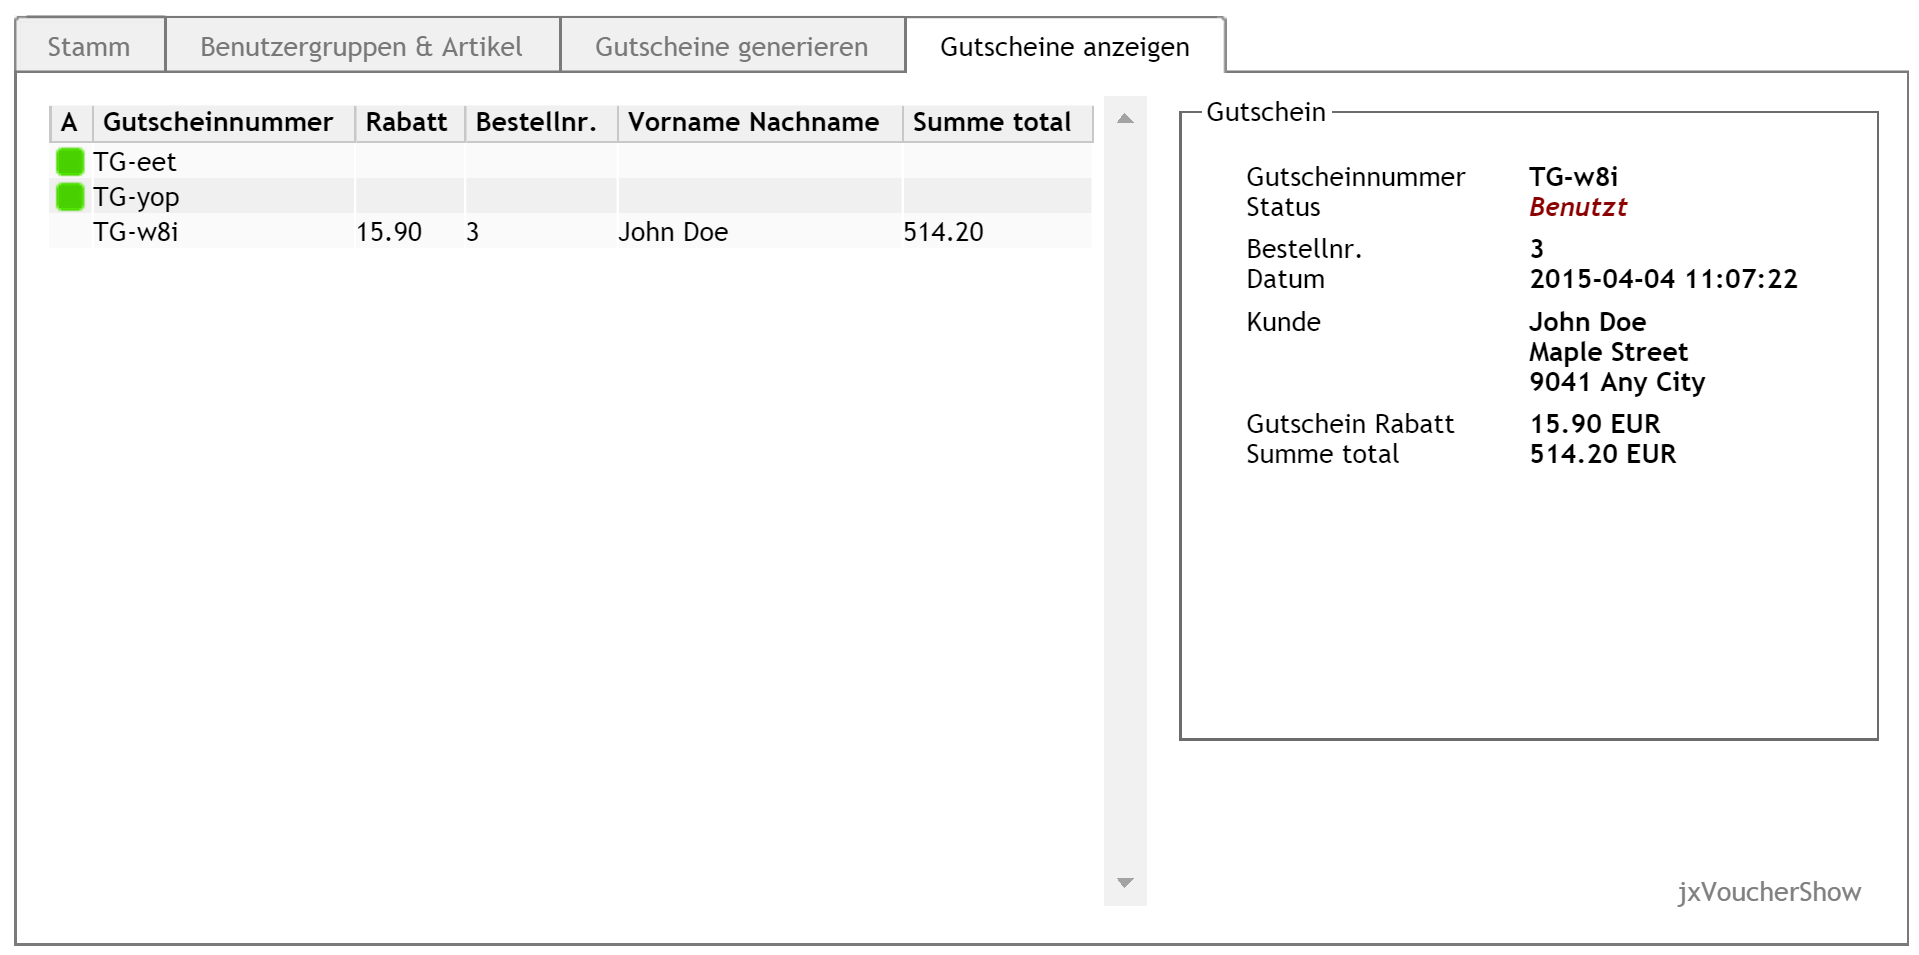 Stamm Benutzergruppen & Artikel Gutscheine generieren Gutscheine anzeigen
A Gutscheinnummer Rabatt Bestellnr. Vorname Nachname Summe total
TG-eet
TG-yop
TG-w8i 15.90 3 John Doe 514.20
Gutschein
Gutscheinnummer TG-w8i
Status Benutzt
Bestellnr. 3
Datum 2015-04-04 11:07:22
Kunde John Doe
Maple Street
9041 Any City
Gutschein Rabatt 15.90 EUR
Summe total 514.20 EUR
jxVoucherShow